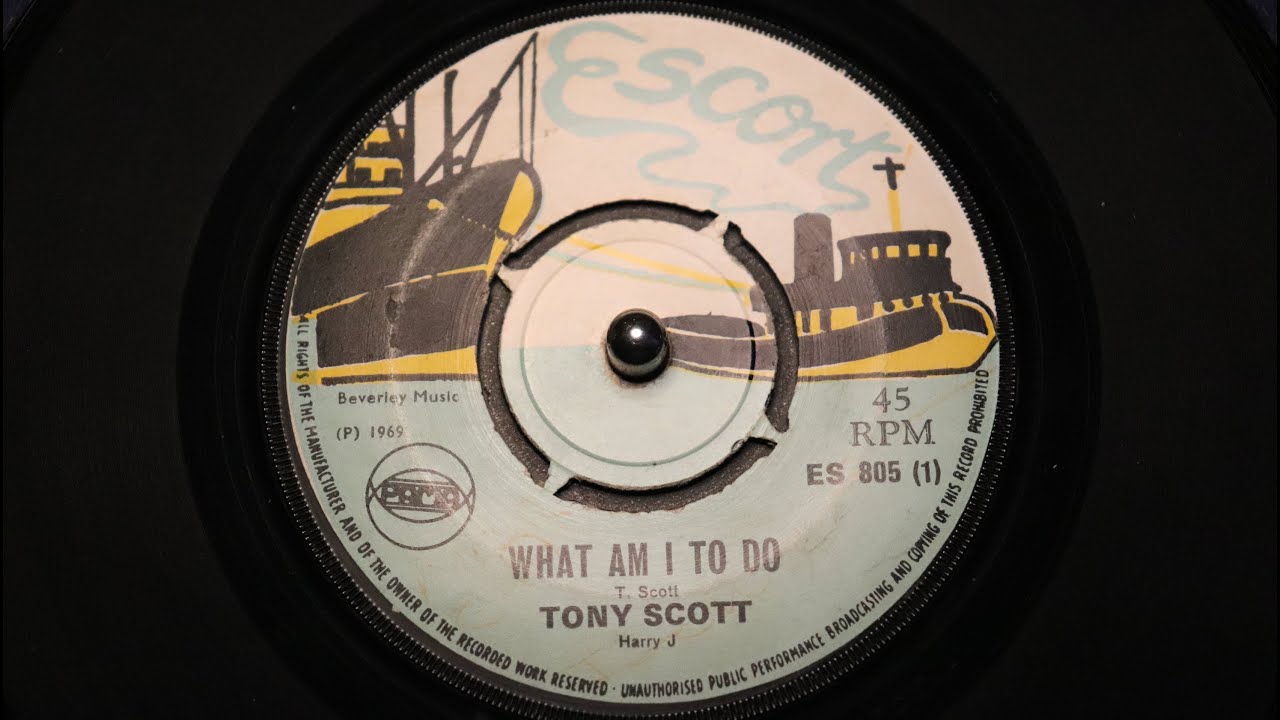 Escort
Beverley Music
(P) 1969
45
RPM
ES 805 (1)
WHAT AM I TO DO
T. Scott
TONY SCOTT
Harry J
ALL RIGHTS OF THE MANUFACTURER AND OF THE OWNER OF THE RECORDED WORK RESERVED · UNAUTHORISED PUBLIC PERFORMANCE BROADCASTING AND COPYING OF THIS RECORD PROHIBITED